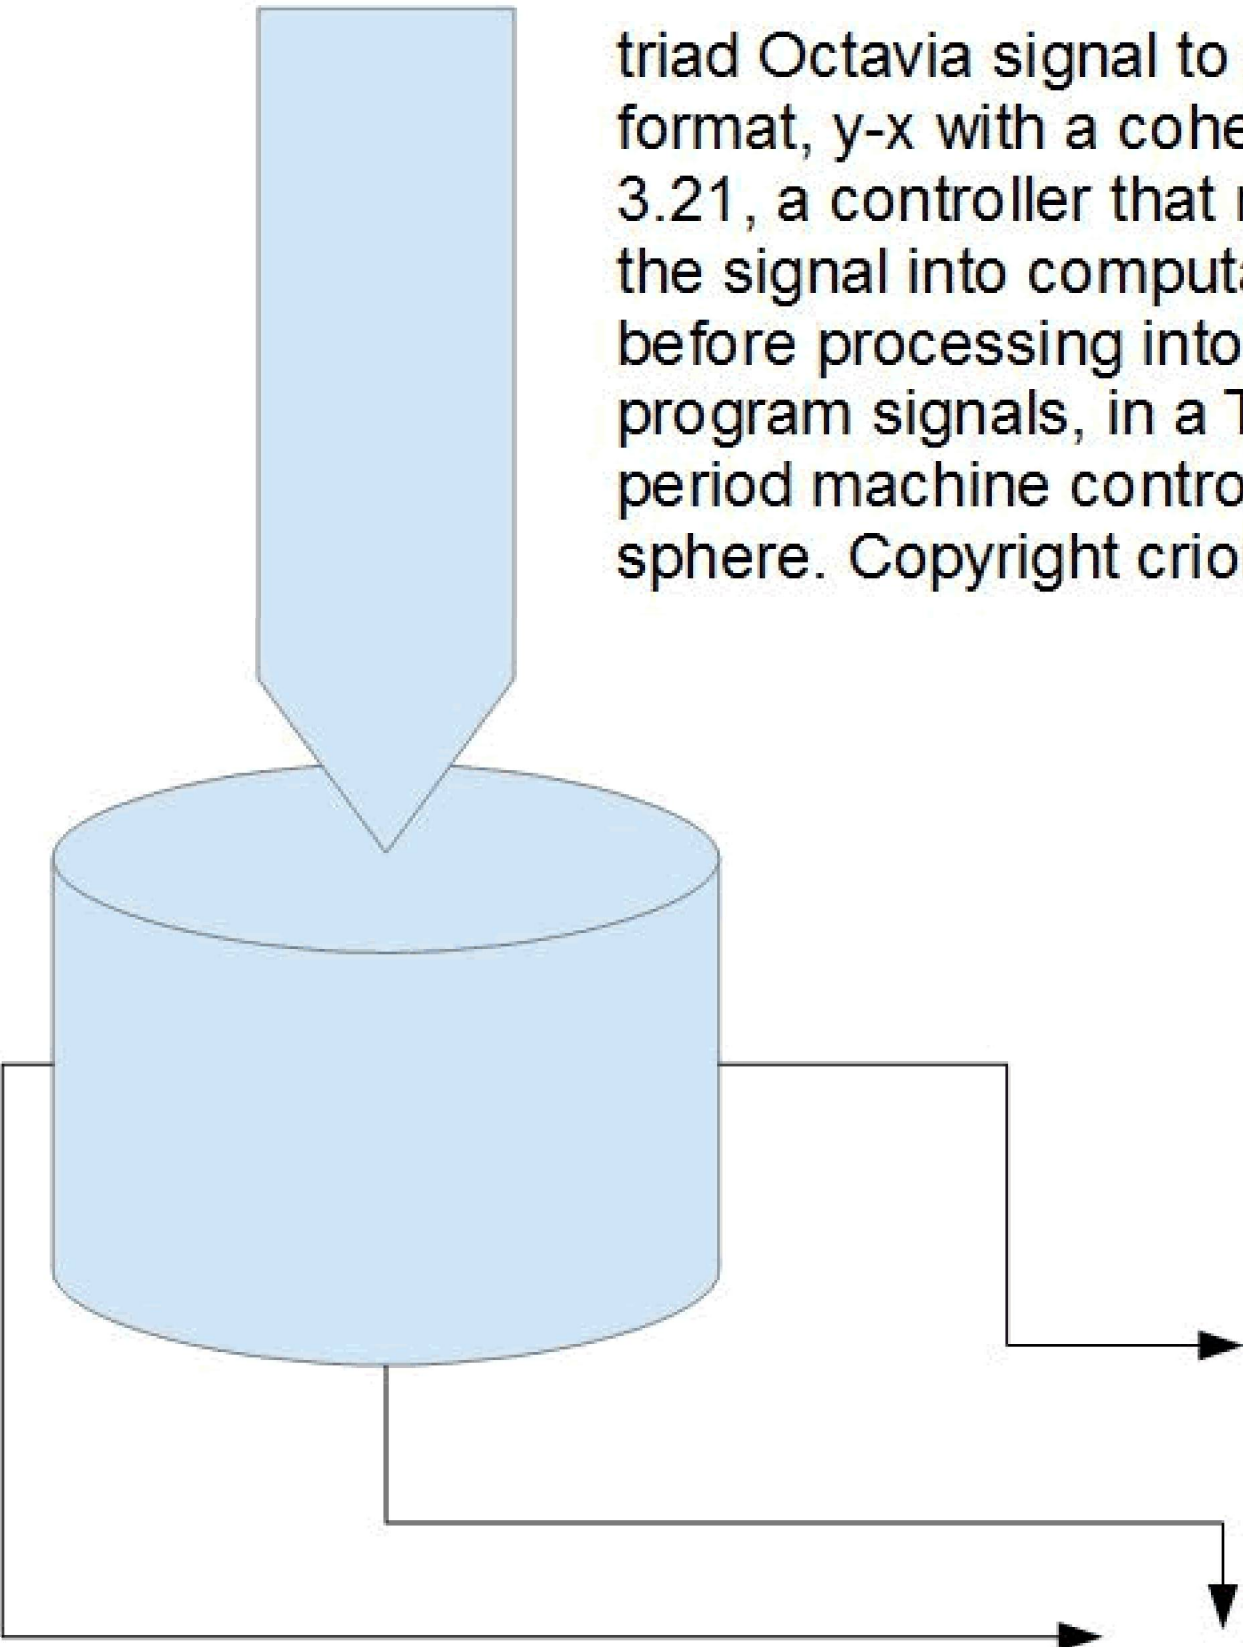 triad Octavia signal to
format, y-x with a cohe
3.21, a controller that
the signal into computa
before processing into
program signals, in a T
period machine contro
sphere. Copyright crio